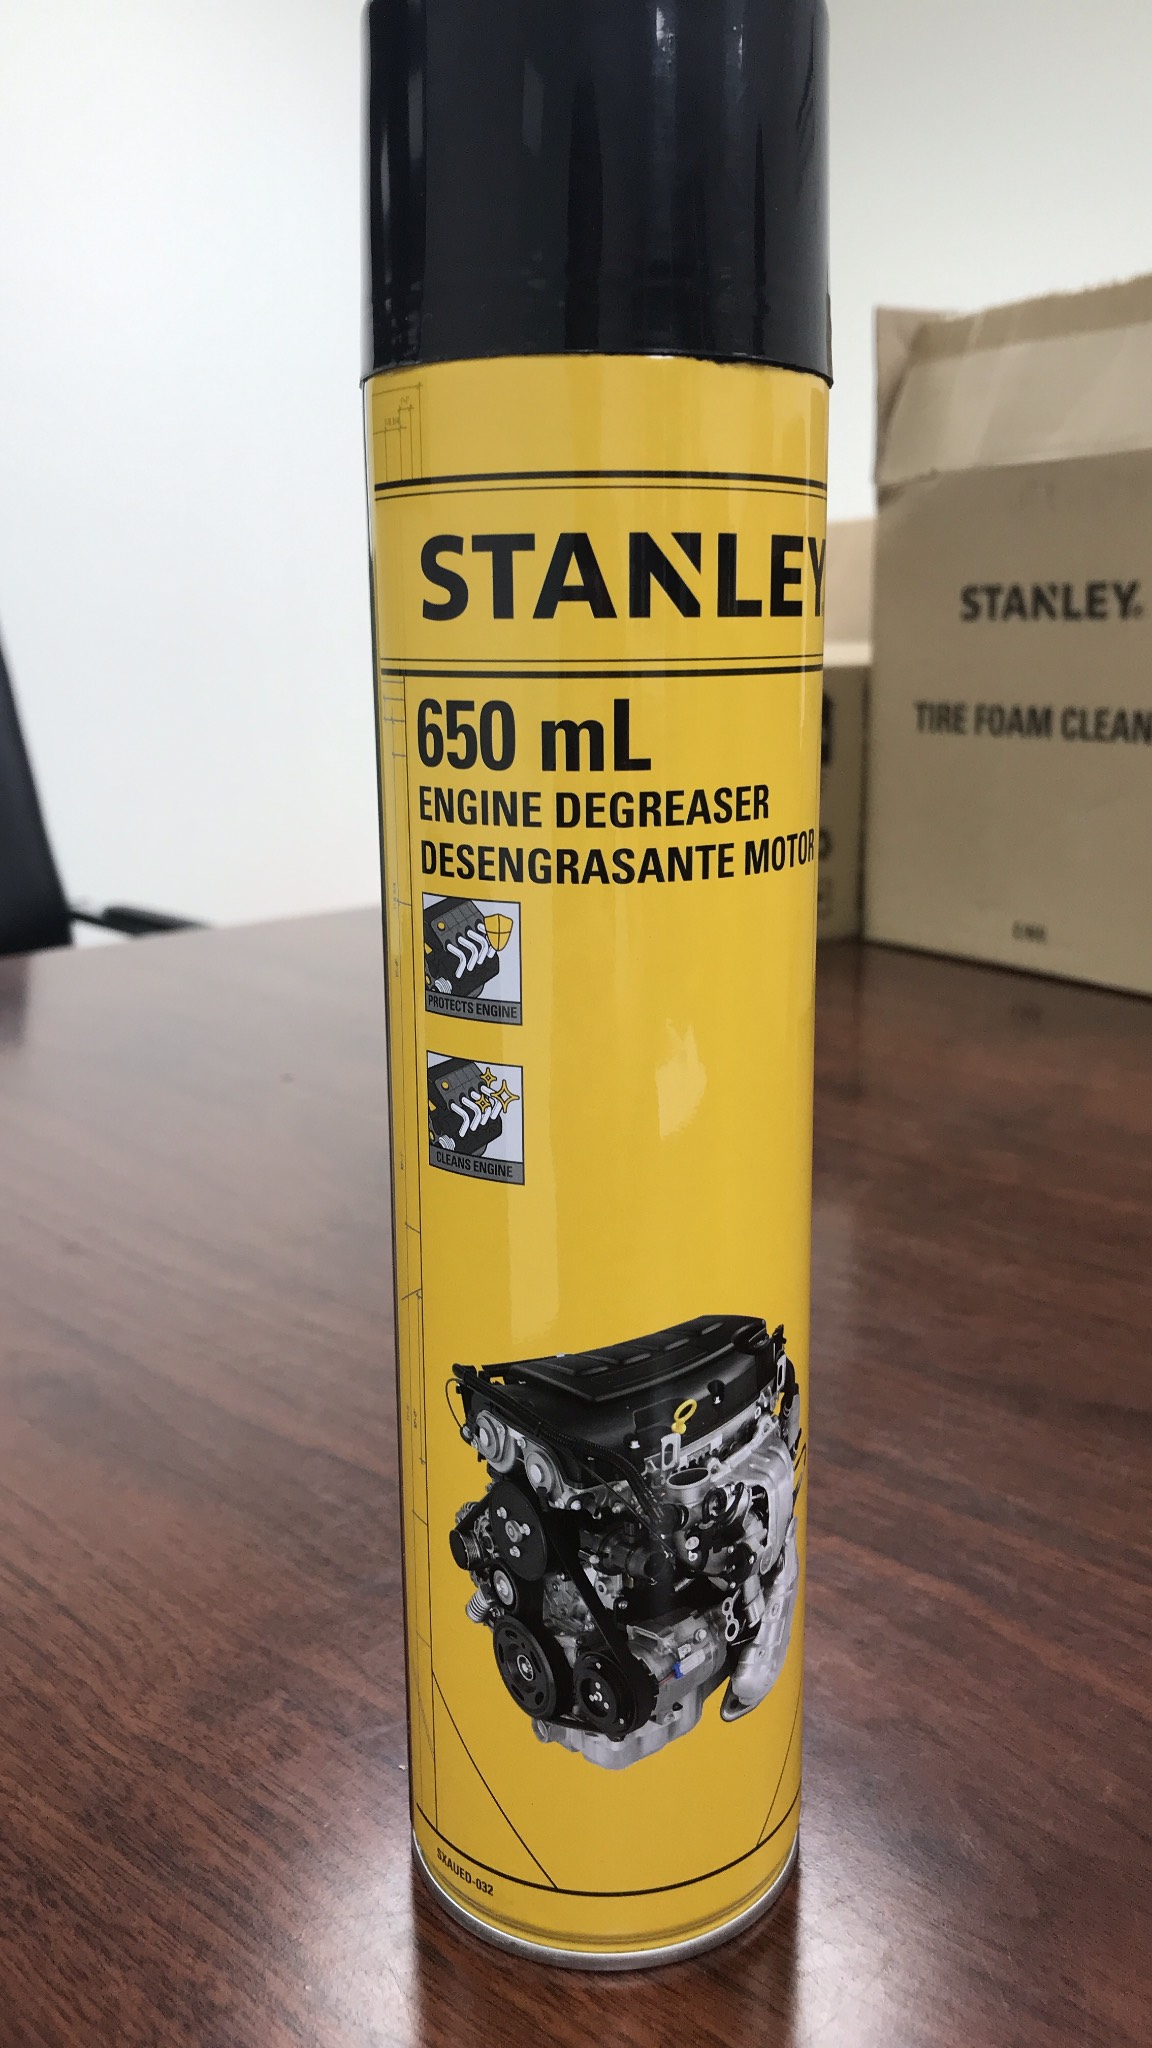 STANLEY
650 mL
ENGINE DEGREASER
DESENGRASANTE MOTOR
PROTECTS ENGINE
CLEANS ENGINE
SXAUED-032
STANLEY®
TIRE FOAM CLEAN